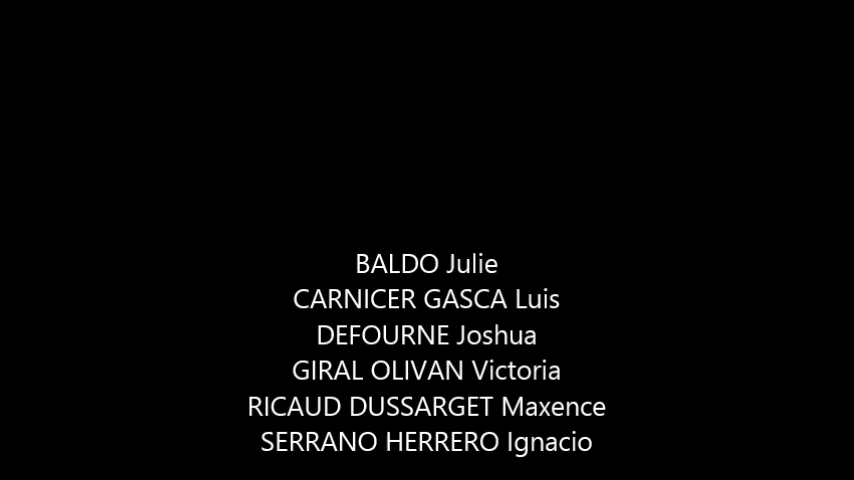 BALDO Julie
CARNICER GASCA Luis
DEFOURNE Joshua
GIRAL OLIVAN Victoria
RICAUD DUSSARGET Maxence
SERRANO HERRERO Ignacio